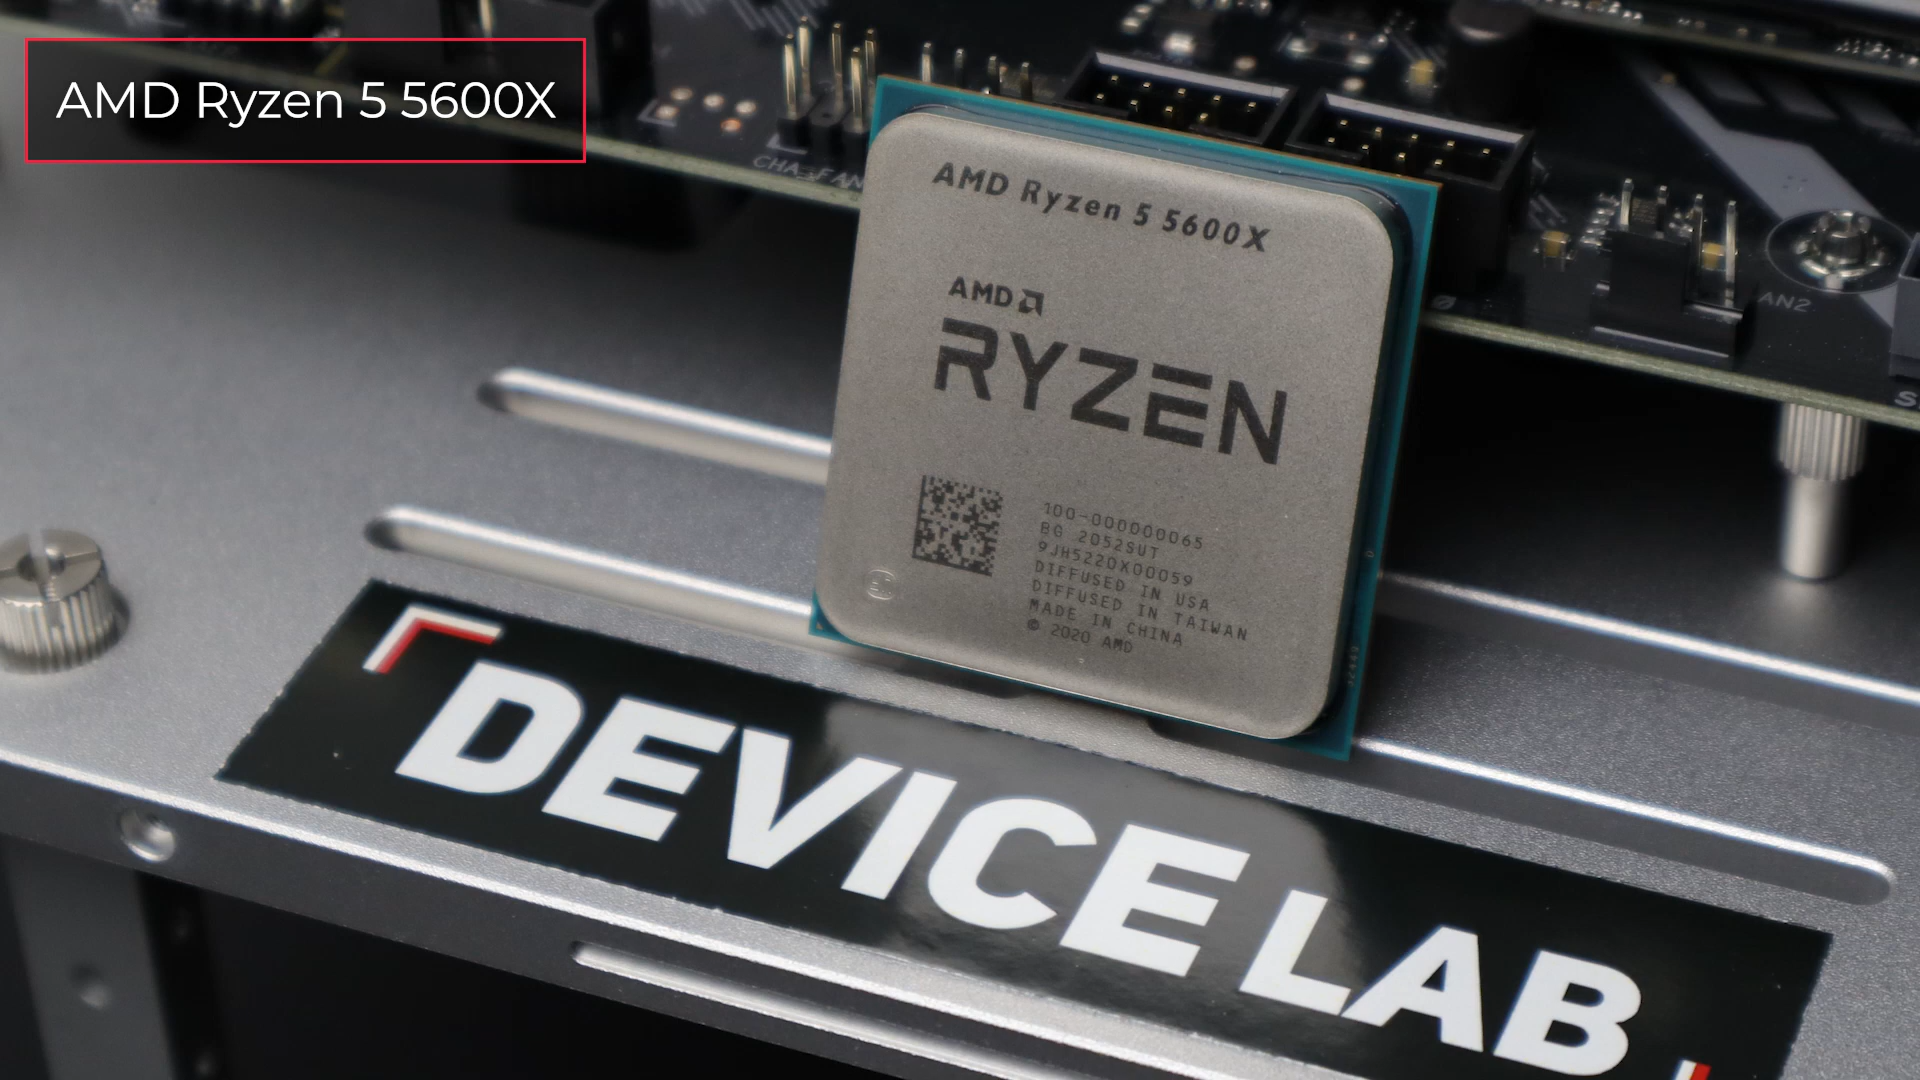 AMD Ryzen 5 5600X
AMD Ryzen 5 5600X
AMD
RYZEN
100-000000065
BG 2052SUT
9JH5220X00059
DIFFUSED IN USA
DIFFUSED IN TAIWAN
MADE IN CHINA
© 2020 AMD
DEVICE LAB